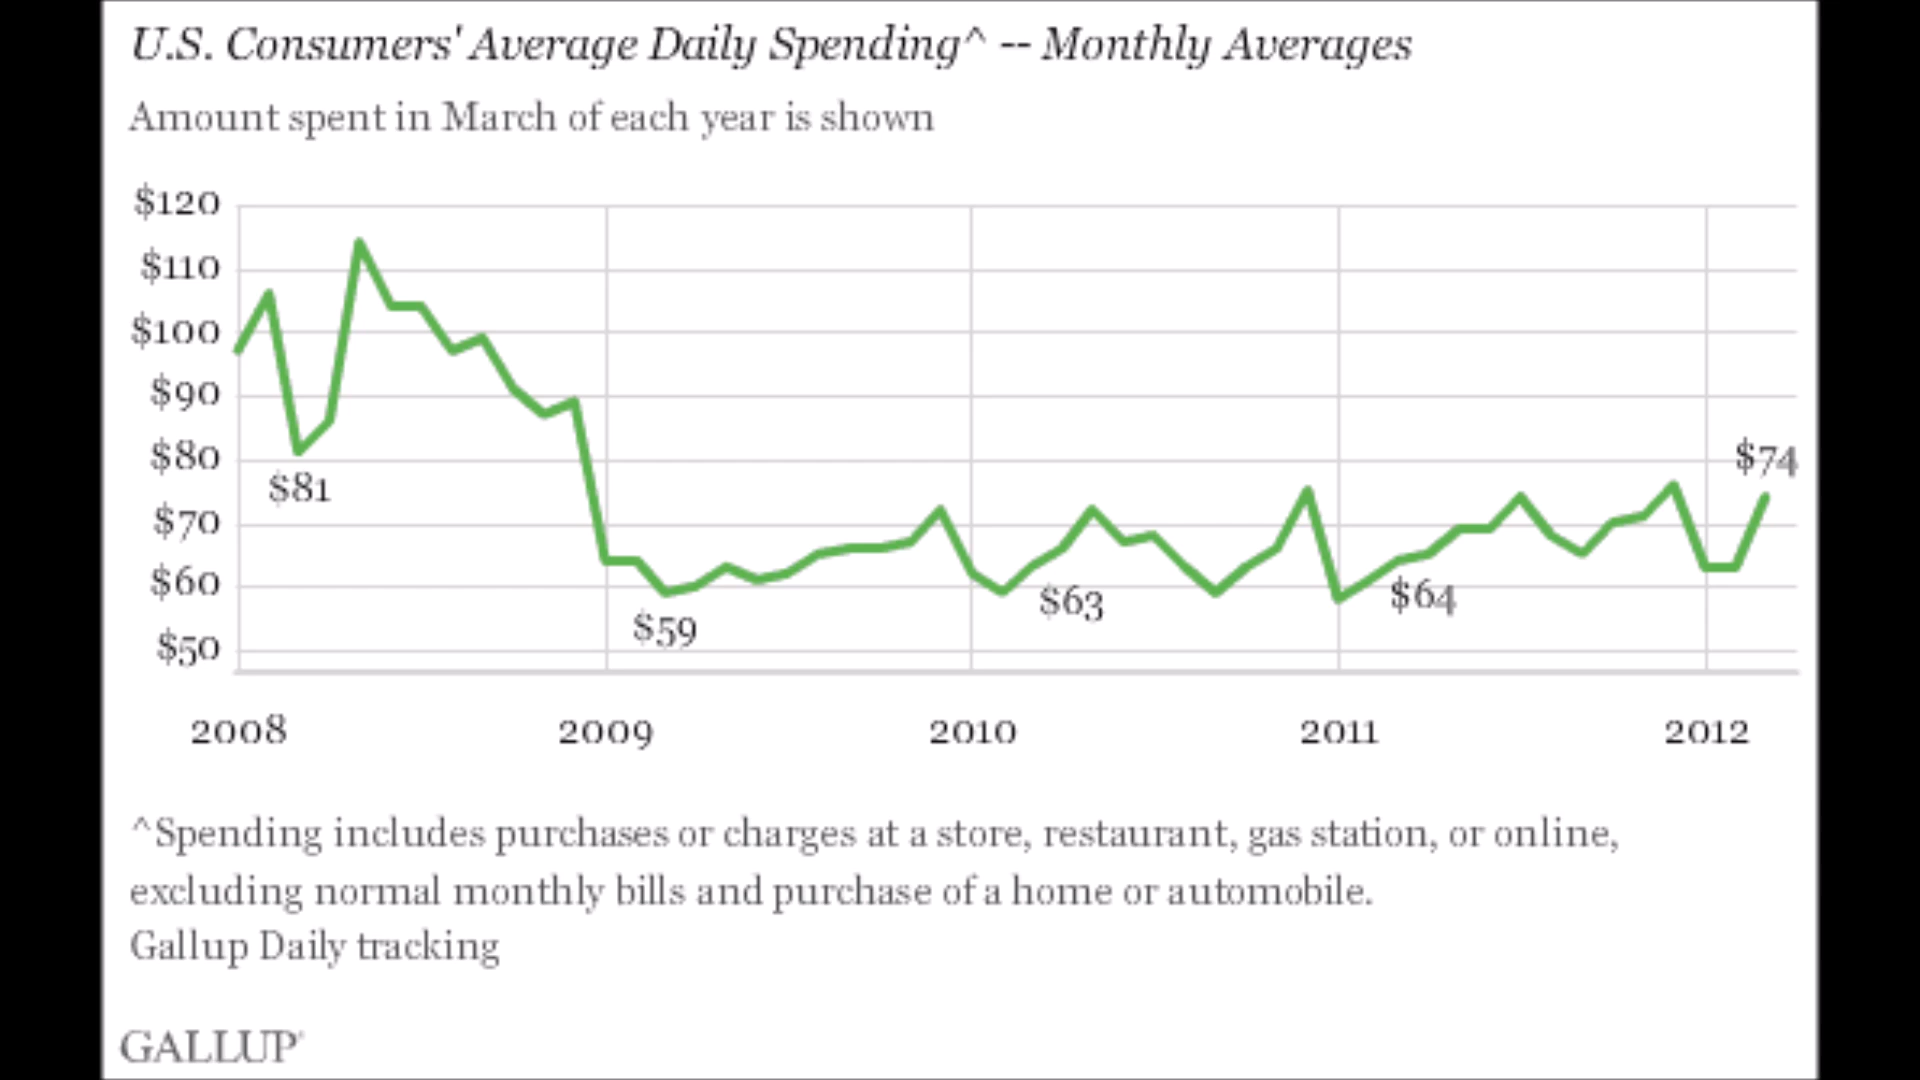 U.S. Consumers' Average Daily Spending^ -- Monthly Averages
Amount spent in March of each year is shown
$120
$110
$100
$90
$80
$70
$60
$50
$81
$59
$63
$64
$74
2008 2009 2010 2011 2012
^Spending includes purchases or charges at a store, restaurant, gas station, or online,
excluding normal monthly bills and purchase of a home or automobile.
Gallup Daily tracking
GALLUP®